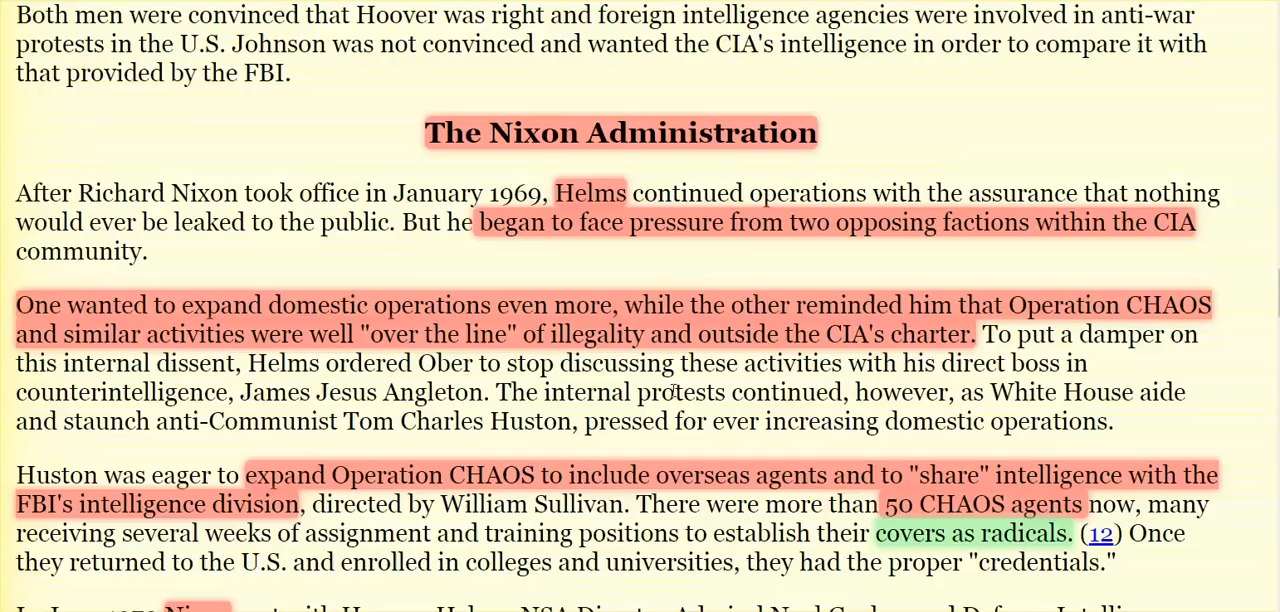 Both men were convinced that Hoover was right and foreign intelligence agencies were involved in anti-war
protests in the U.S. Johnson was not convinced and wanted the CIA's intelligence in order to compare it with
that provided by the FBI.
The Nixon Administration
After Richard Nixon took office in January 1969, Helms continued operations with the assurance that nothing
would ever be leaked to the public. But he began to face pressure from two opposing factions within the CIA
community.
One wanted to expand domestic operations even more, while the other reminded him that Operation CHAOS
and similar activities were well "over the line" of illegality and outside the CIA's charter. To put a damper on
this internal dissent, Helms ordered Ober to stop discussing these activities with his direct boss in
counterintelligence, James Jesus Angleton. The internal protests continued, however, as White House aide
and staunch anti-Communist Tom Charles Huston, pressed for ever increasing domestic operations.
Huston was eager to expand Operation CHAOS to include overseas agents and to "share" intelligence with the
FBI's intelligence division, directed by William Sullivan. There were more than 50 CHAOS agents now, many
receiving several weeks of assignment and training positions to establish their covers as radicals. (12) Once
they returned to the U.S. and enrolled in colleges and universities, they had the proper "credentials."